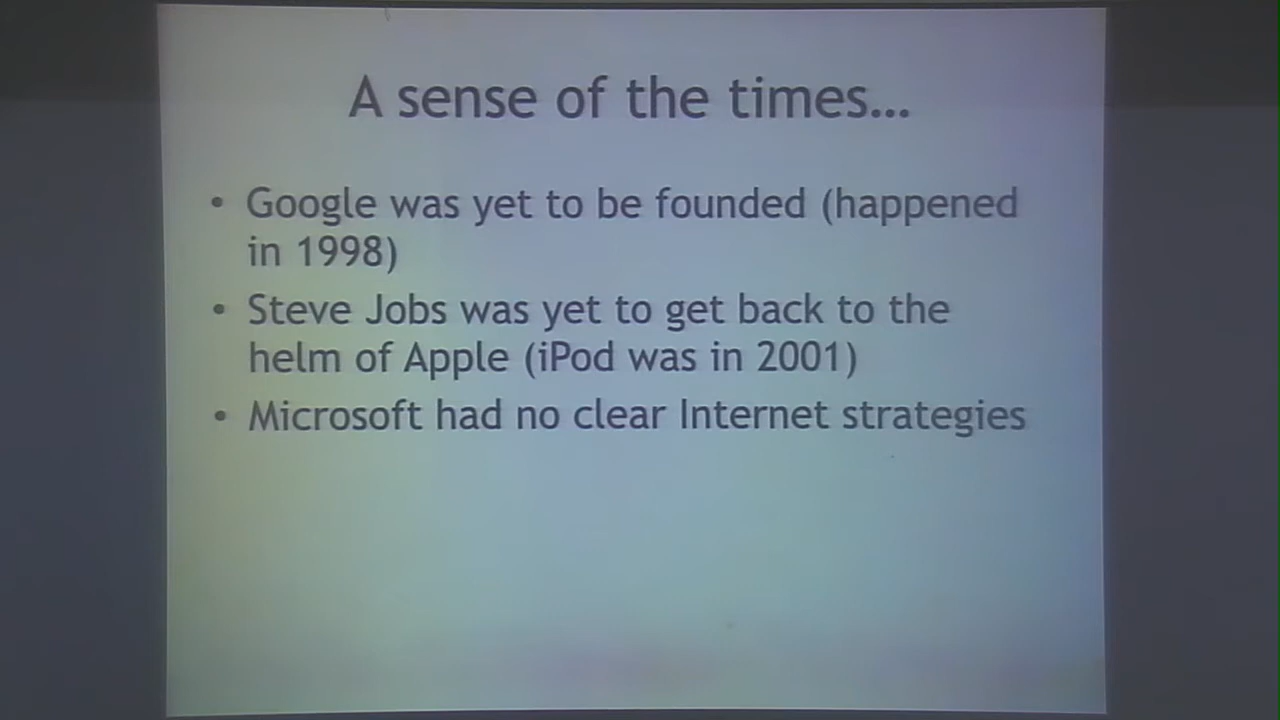 A sense of the times...
• Google was yet to be founded (happened
in 1998)
• Steve Jobs was yet to get back to the
helm of Apple (iPod was in 2001)
• Microsoft had no clear Internet strategies